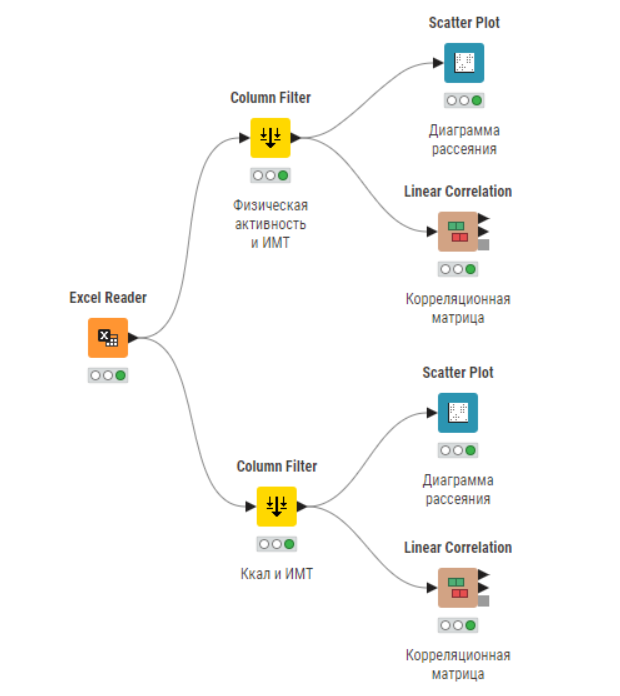 Scatter Plot
Диаграмма
рассеяния
Column Filter
Физическая
активность
и ИМТ
Linear Correlation
Корреляционная
матрица
Excel Reader
Scatter Plot
Диаграмма
рассеяния
Column Filter
Ккал и ИМТ
Linear Correlation
Корреляционная
матрица